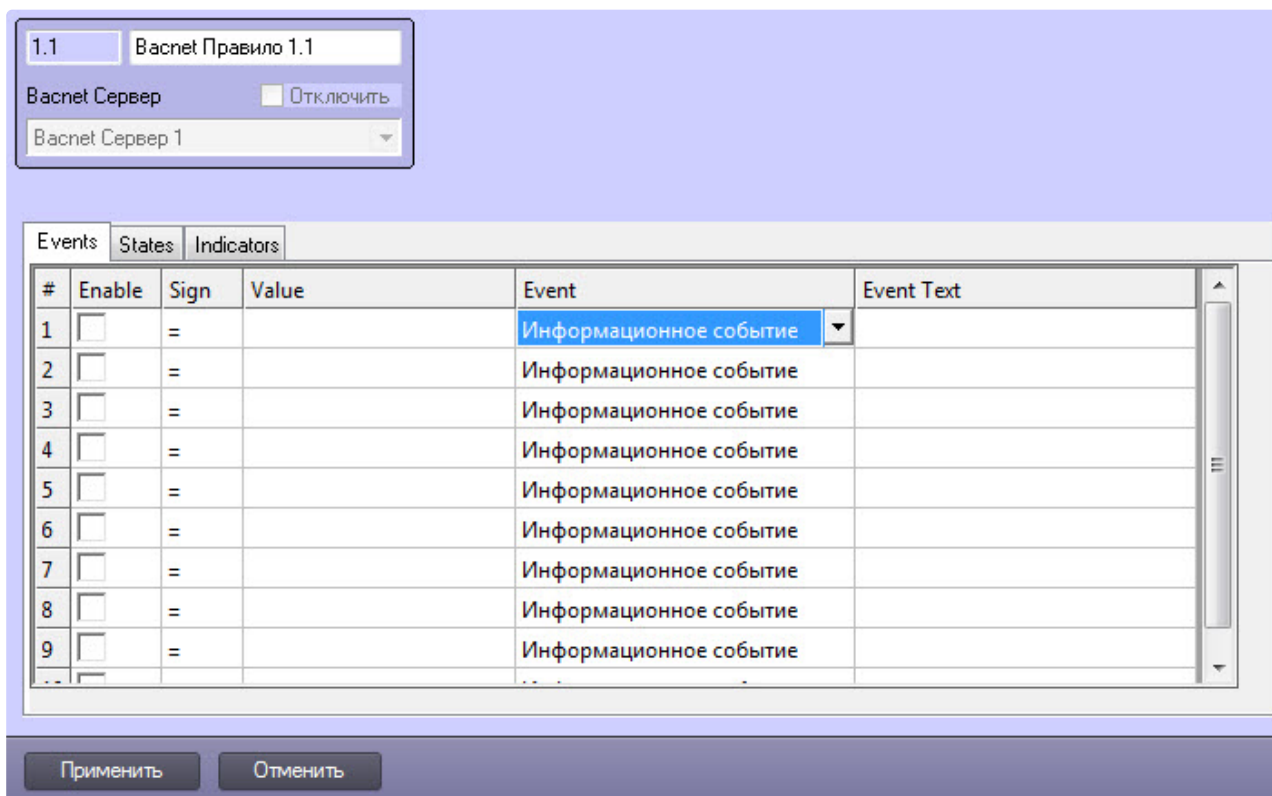 1.1 Bacnet Правило 1.1
Bacnet Сервер Отключить
Bacnet Сервер 1
Events States Indicators
# Enable Sign Value Event Event Text
1 = Информационное событие
2 = Информационное событие
3 = Информационное событие
4 = Информационное событие
5 = Информационное событие
6 = Информационное событие
7 = Информационное событие
8 = Информационное событие
9 = Информационное событие
Применить Отменить